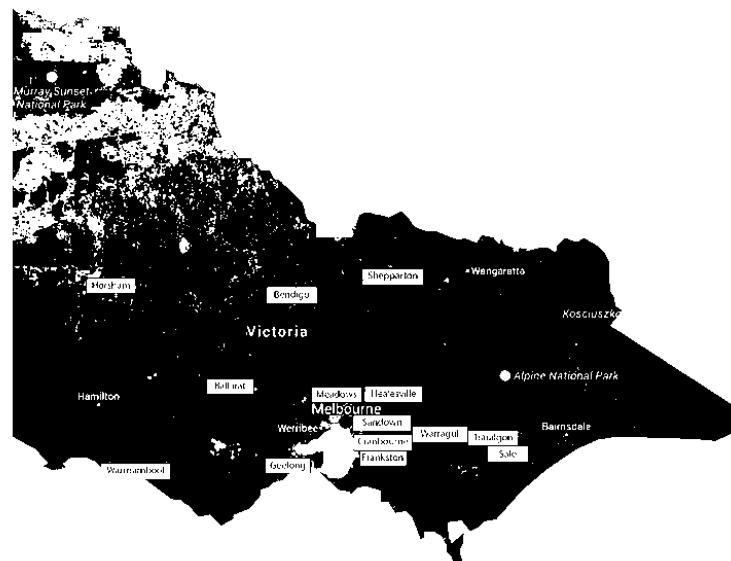 Murray Sunset
National Park
Shepparton
Wangaratta
Horsham
Bendigo
Kosciuszko
Victoria
Alpine National Park
Ballarat
Hamilton
Meadows
Healesville
Melbourne
Sandown
Werribee
Cranbourne
Warragul
Traralgon
Bairnsdale
Geelong
Frankston
Sale
Warrnambool